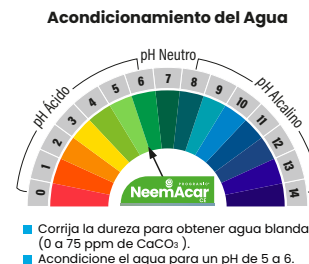 Acondicionamiento del Agua
pH Neutro
pH Ácido
pH Alcalino
0 1 2 3 4 5 6 7 8 9 10 11 12 13 14
PROGRANIC®
NeemAcar
CE
Corrija la dureza para obtener agua blanda
(0 a 75 ppm de CaCO₃ ).
Acondicione el agua para un pH de 5 a 6.